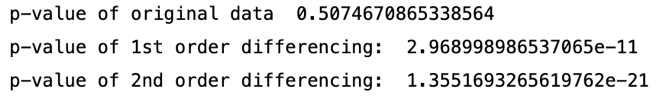 p-value of original data  0.5074670865338564
p-value of 1st order differencing:  2.968998986537065e-11
p-value of 2nd order differencing:  1.3551693265619762e-21